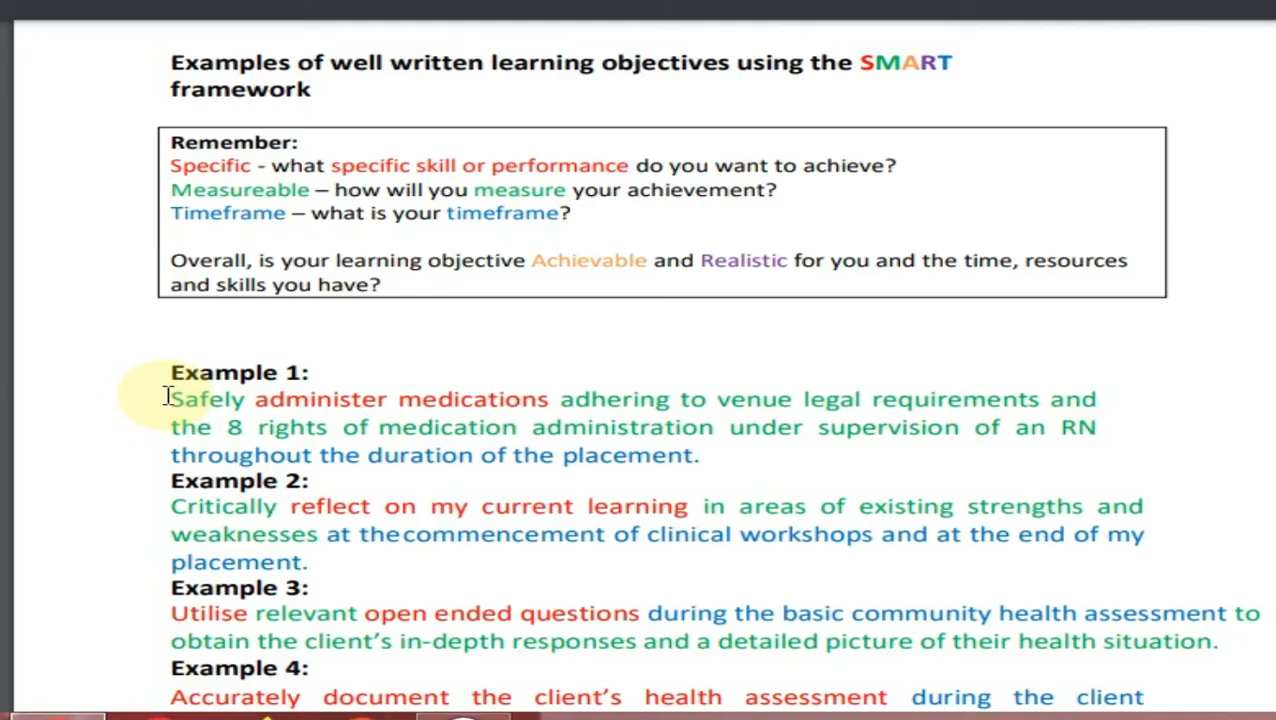 Examples of well written learning objectives using the SMART
framework
Remember:
Specific - what specific skill or performance do you want to achieve?
Measureable – how will you measure your achievement?
Timeframe – what is your timeframe?
Overall, is your learning objective Achievable and Realistic for you and the time, resources
and skills you have?
Example 1:
Safely administer medications adhering to venue legal requirements and
the 8 rights of medication administration under supervision of an RN
throughout the duration of the placement.
Example 2:
Critically reflect on my current learning in areas of existing strengths and
weaknesses at thecommencement of clinical workshops and at the end of my
placement.
Example 3:
Utilise relevant open ended questions during the basic community health assessment to
obtain the client’s in-depth responses and a detailed picture of their health situation.
Example 4:
Accurately document the client’s health assessment during the client